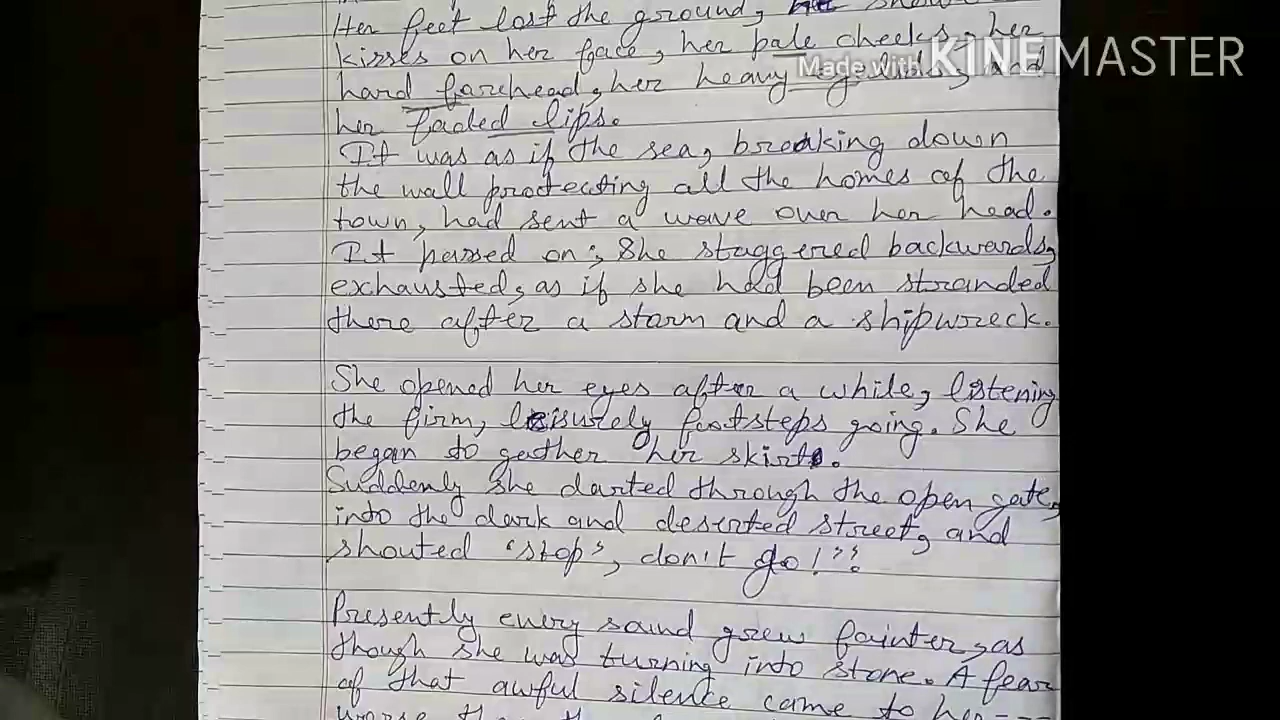 Her feet lost the ground,
kisses on her face, her pale cheeks, her
Made with KINEMASTER
hard farehead, her heavy eyelids, and
her faded lips.
It was as if the sea, breaking down
the wall protecting all the homes of the
town, had sent a wave over her head.
It passed on; She staggered backwards,
exhausted, as if she had been stranded
there after a storm and a shipwreck.
She opened her eyes after a while, listening
the firm, leisurely footsteps going. She
began to gather her skirts.
Suddenly she darted through the open gate,
into the dark and deserted street, and
shouted 'stop', don't go!??
Presently every sound grew fainter, as
though she was turning into stone. A fear
of that awful silence came to her---